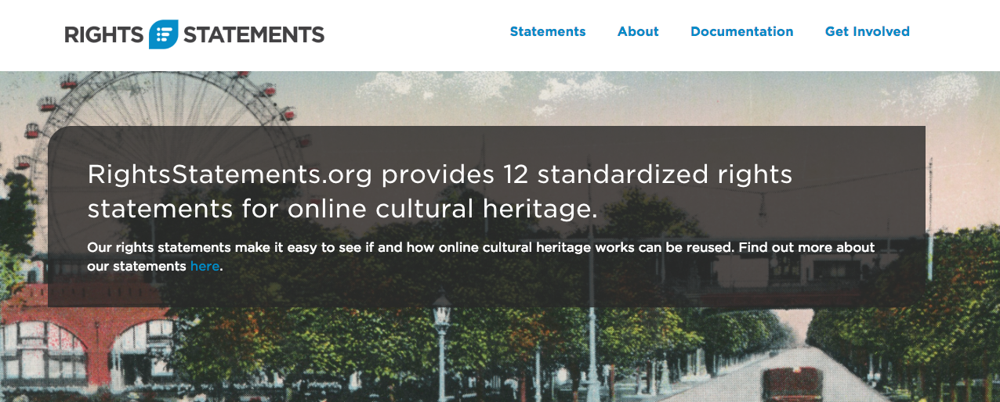 RIGHTS STATEMENTS
Statements About Documentation Get Involved
RightsStatements.org provides 12 standardized rights
statements for online cultural heritage.
Our rights statements make it easy to see if and how online cultural heritage works can be reused. Find out more about
our statements here.